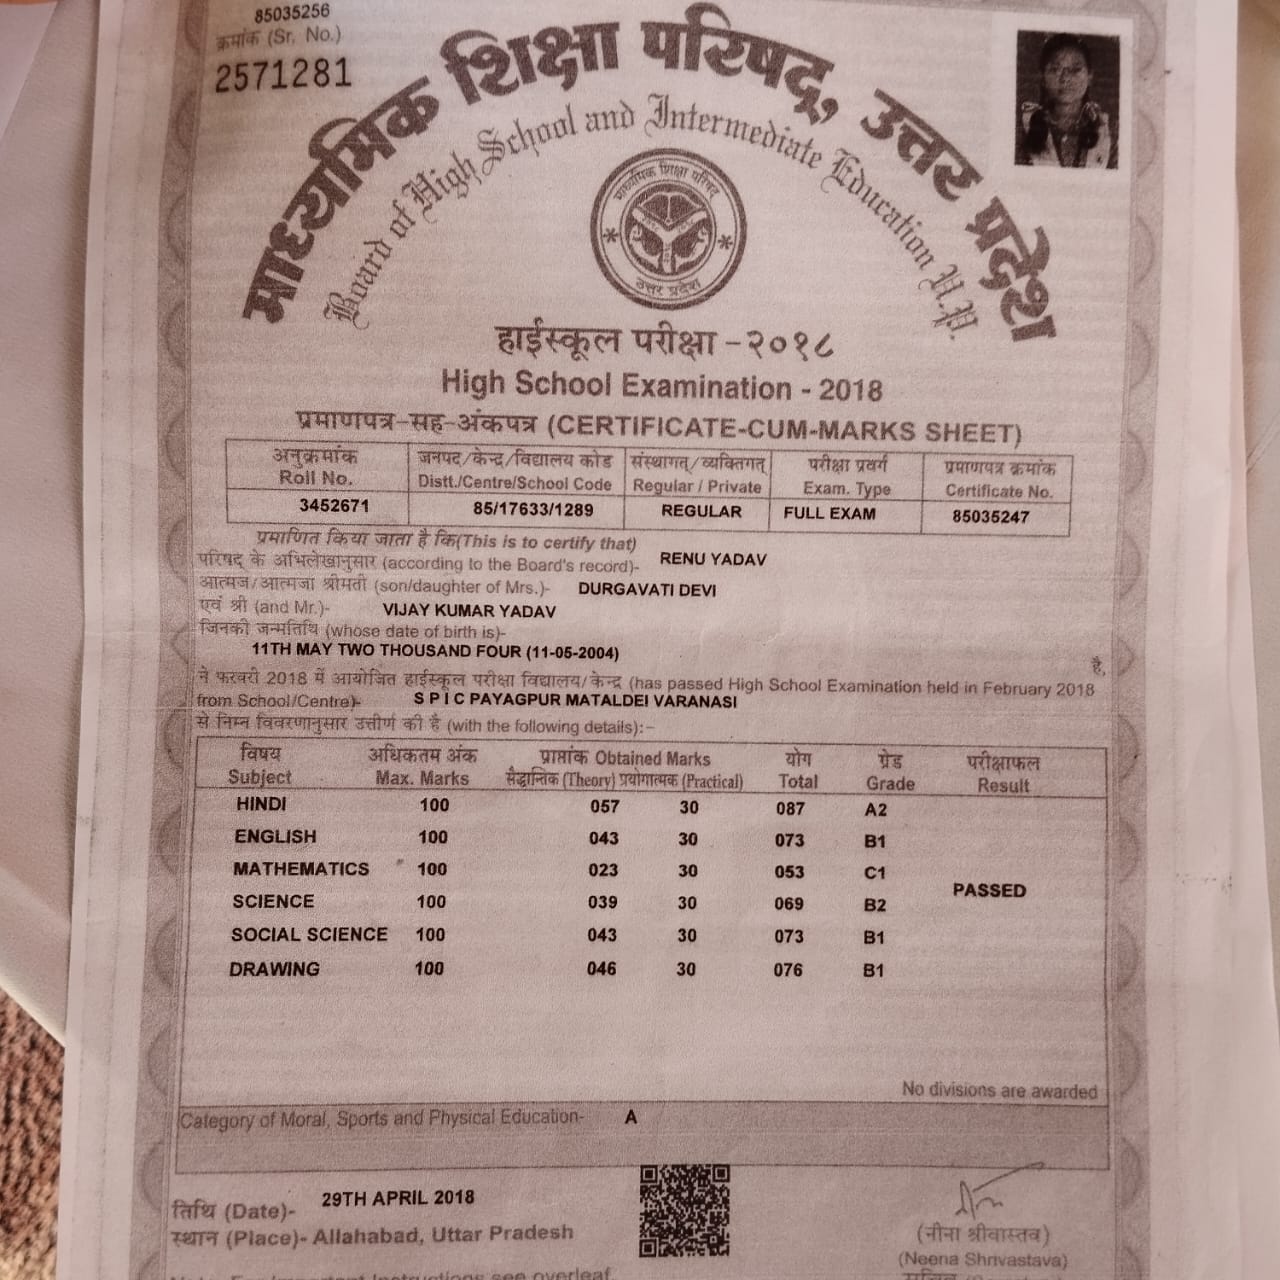 85035256
क्रमांक (Sr. No.)
2571281
माध्यमिक शिक्षा परिषद्, उत्तर प्रदेश
Board of High School and Intermediate Education U.P.
माध्यमिक शिक्षा परिषद्
उत्तर प्रदेश
हाईस्कूल परीक्षा - २०१८
High School Examination - 2018
प्रमाणपत्र-सह-अंकपत्र (CERTIFICATE-CUM-MARKS SHEET)
अनुक्रमांक जनपद/केन्द्र/विद्यालय कोड संस्थागत्/व्यक्तिगत् परीक्षा प्रवर्ग प्रमाणपत्र क्रमांक
Roll No. Distt./Centre/School Code Regular / Private Exam. Type Certificate No.
3452671 85/17633/1289 REGULAR FULL EXAM 85035247
प्रमाणित किया जाता है कि(This is to certify that)
परिषद् के अभिलेखानुसार (according to the Board's record)- RENU YADAV
आत्मज/आत्मजा श्रीमती (son/daughter of Mrs.)- DURGAVATI DEVI
एवं श्री (and Mr.)- VIJAY KUMAR YADAV
जिनकी जन्मतिथि (whose date of birth is)-
11TH MAY TWO THOUSAND FOUR (11-05-2004)
है,
ने फरवरी 2018 में आयोजित हाईस्कूल परीक्षा विद्यालय/केन्द्र (has passed High School Examination held in February 2018
from School/Centre)- S P I C PAYAGPUR MATALDEI VARANASI
से निम्न विवरणानुसार उत्तीर्ण की है (with the following details):-
विषय अधिकतम अंक प्राप्तांक Obtained Marks योग ग्रेड परीक्षाफल
Subject Max. Marks सैद्धान्तिक (Theory) प्रयोगात्मक (Practical) Total Grade Result
HINDI 100 057 30 087 A2
ENGLISH 100 043 30 073 B1
MATHEMATICS 100 023 30 053 C1
PASSED
SCIENCE 100 039 30 069 B2
SOCIAL SCIENCE 100 043 30 073 B1
DRAWING 100 046 30 076 B1
No divisions are awarded
Category of Moral, Sports and Physical Education- A
तिथि (Date)- 29TH APRIL 2018
स्थान (Place)- Allahabad, Uttar Pradesh
(नीना श्रीवास्तव)
(Neena Shrivastava)
Instructions see overleaf